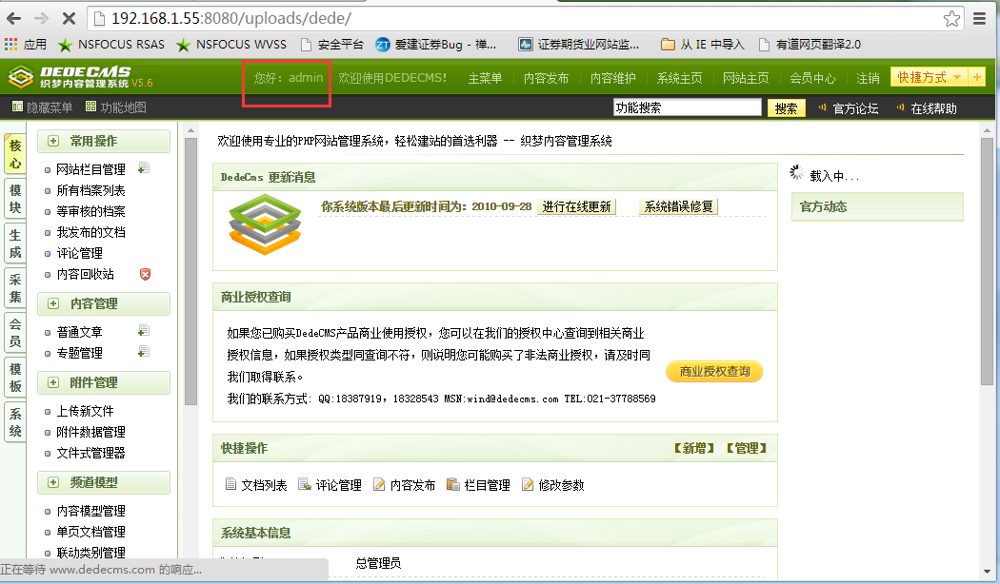 192.168.1.55:8080/uploads/dede/
应用 NSFOCUS RSAS NSFOCUS WVSS 安全平台 爱建证券Bug - 禅... 证券期货业网站监... 从 IE 中导入 有道网页翻译2.0
DEDECMS
织梦内容管理系统 V5.6
您好：admin 欢迎使用DEDECMS! 主菜单 内容发布 内容维护 系统主页 网站主页 会员中心 注销 快捷方式 +
隐藏菜单 功能地图 功能搜索 搜索 官方论坛 在线帮助
核心
模块
生成
采集
会员
模板
系统
常用操作
网站栏目管理
所有档案列表
等审核的档案
我发布的文档
评论管理
内容回收站
内容管理
普通文章
专题管理
附件管理
上传新文件
附件数据管理
文件式管理器
频道模型
内容模型管理
单页文档管理
联动类别管理
欢迎使用专业的PHP网站管理系统，轻松建站的首选利器 -- 织梦内容管理系统
DedeCms 更新消息
你系统版本最后更新时间为：2010-09-28 进行在线更新 系统错误修复
商业授权查询
如果您已购买DedeCMS产品商业使用授权，您可以在我们的授权中心查询到相关商业
授权信息，如果授权类型同查询不符，则说明您可能购买了非法商业授权，请及时同
我们取得联系。
我们的联系方式: QQ:18387919，18328543 MSN:wind@dedecms.com TEL:021-37788569
商业授权查询
快捷操作 【新增】 【管理】
文档列表 评论管理 内容发布 栏目管理 修改参数
系统基本信息
总管理员
载入中...
官方动态
正在等待 www.dedecms.com 的响应...